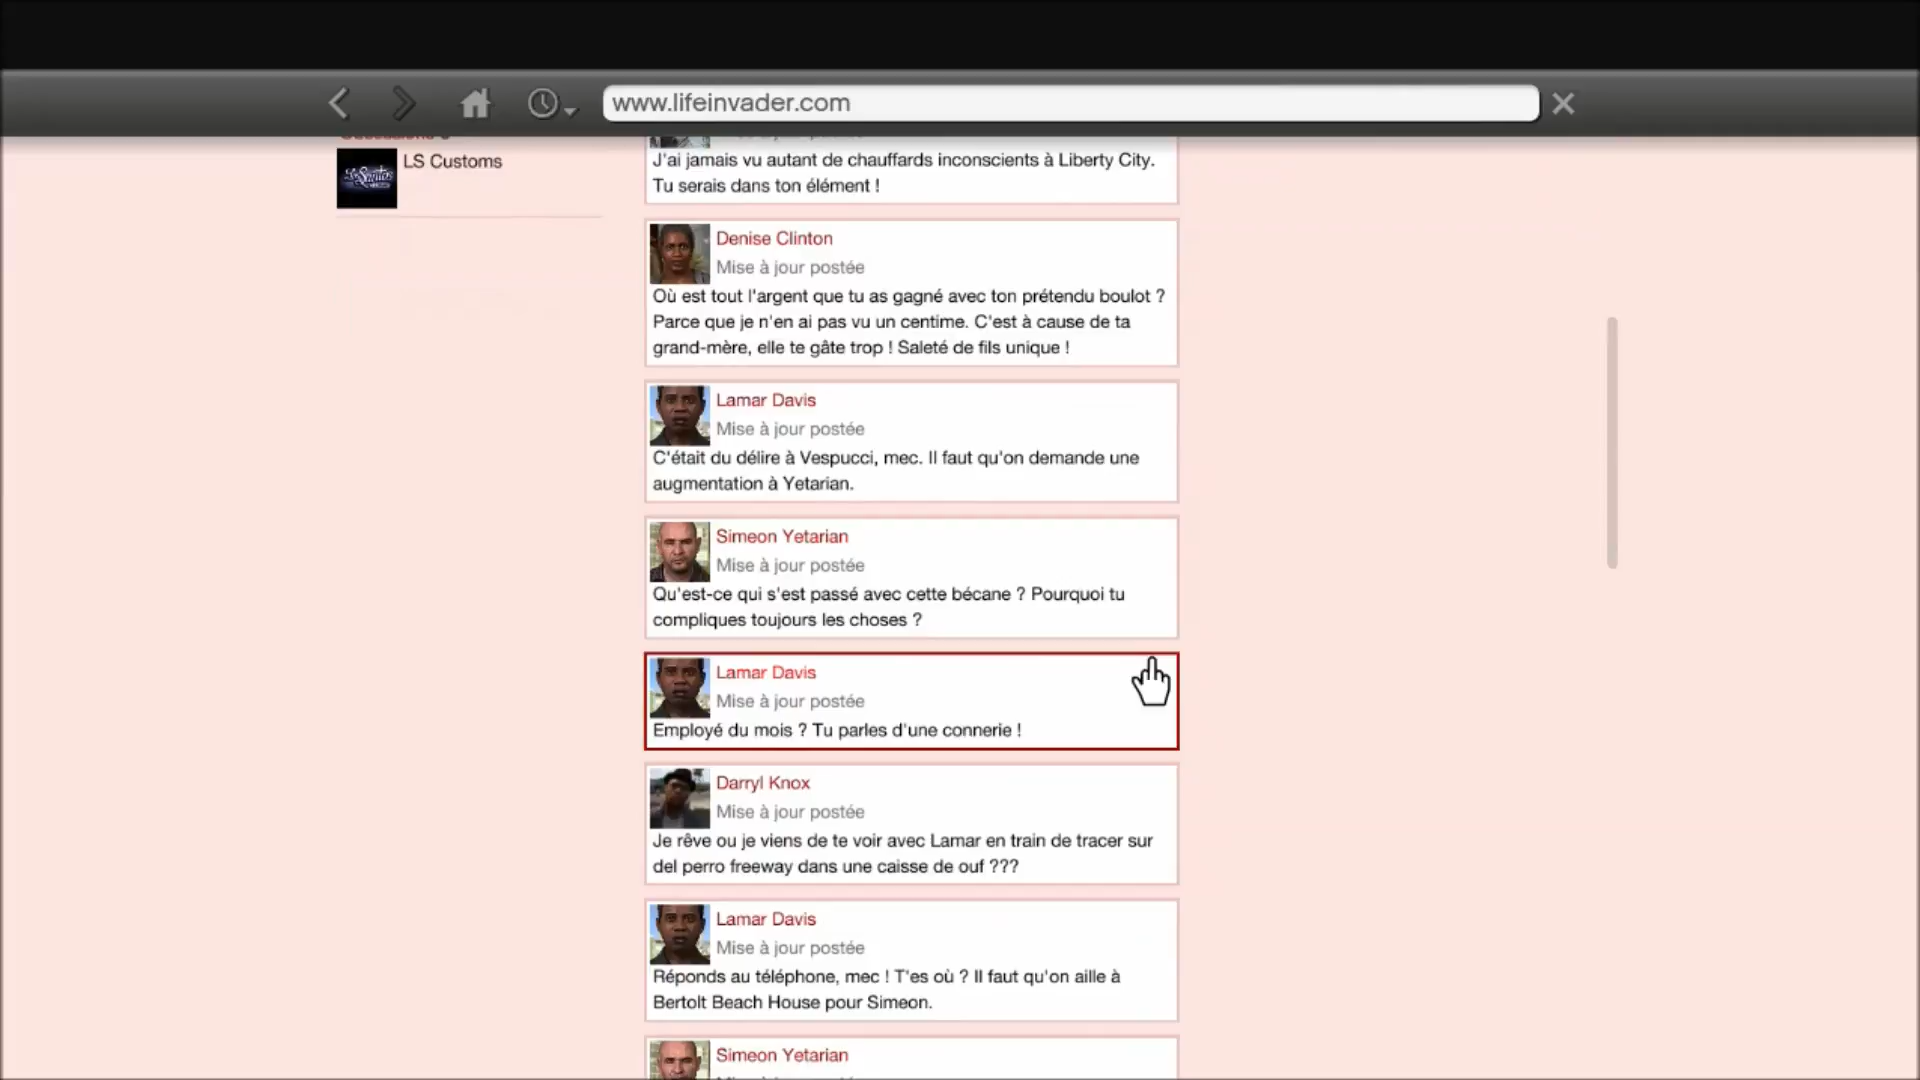 www.lifeinvader.com
LS Customs
J'ai jamais vu autant de chauffards inconscients à Liberty City.
Tu serais dans ton élément !
Denise Clinton
Mise à jour postée
Où est tout l'argent que tu as gagné avec ton prétendu boulot ?
Parce que je n'en ai pas vu un centime. C'est à cause de ta
grand-mère, elle te gâte trop ! Saleté de fils unique !
Lamar Davis
Mise à jour postée
C'était du délire à Vespucci, mec. Il faut qu'on demande une
augmentation à Yetarian.
Simeon Yetarian
Mise à jour postée
Qu'est-ce qui s'est passé avec cette bécane ? Pourquoi tu
compliques toujours les choses ?
Lamar Davis
Mise à jour postée
Employé du mois ? Tu parles d'une connerie !
Darryl Knox
Mise à jour postée
Je rêve ou je viens de te voir avec Lamar en train de tracer sur
del perro freeway dans une caisse de ouf ???
Lamar Davis
Mise à jour postée
Réponds au téléphone, mec ! T'es où ? Il faut qu'on aille à
Bertolt Beach House pour Simeon.
Simeon Yetarian